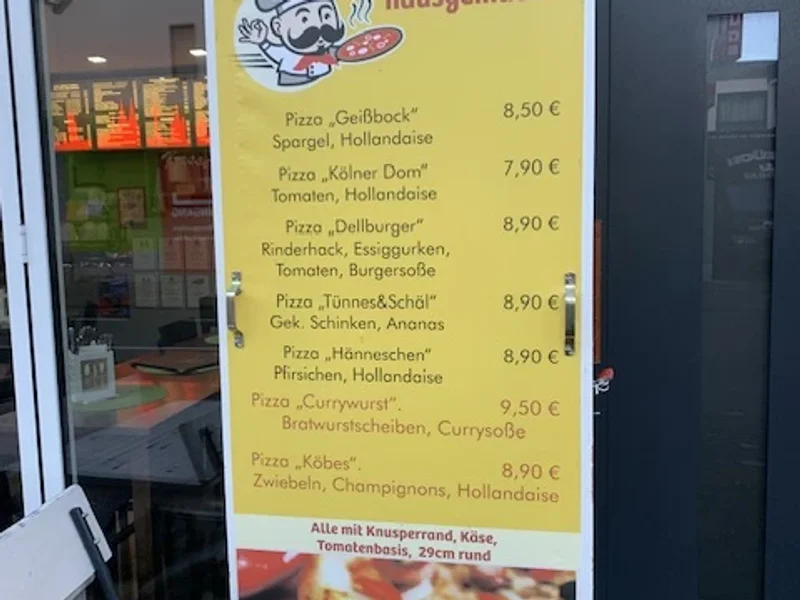 Pizza „Geißbock“ 8,50 €
Spargel, Hollandaise
Pizza „Kölner Dom“ 7,90 €
Tomaten, Hollandaise
Pizza „Dellburger“ 8,90 €
Rinderhack, Essiggurken,
Tomaten, Burgersoße
Pizza „Tünnes&Schäl“ 8,90 €
Gek. Schinken, Ananas
Pizza „Hänneschen“ 8,90 €
Pfirsichen, Hollandaise
Pizza „Currywurst“. 9,50 €
Bratwurstscheiben, Currysoße
Pizza „Köbes“. 8,90 €
Zwiebeln, Champignons, Hollandaise
Alle mit Knusperrand, Käse,
Tomatenbasis, 29cm rund